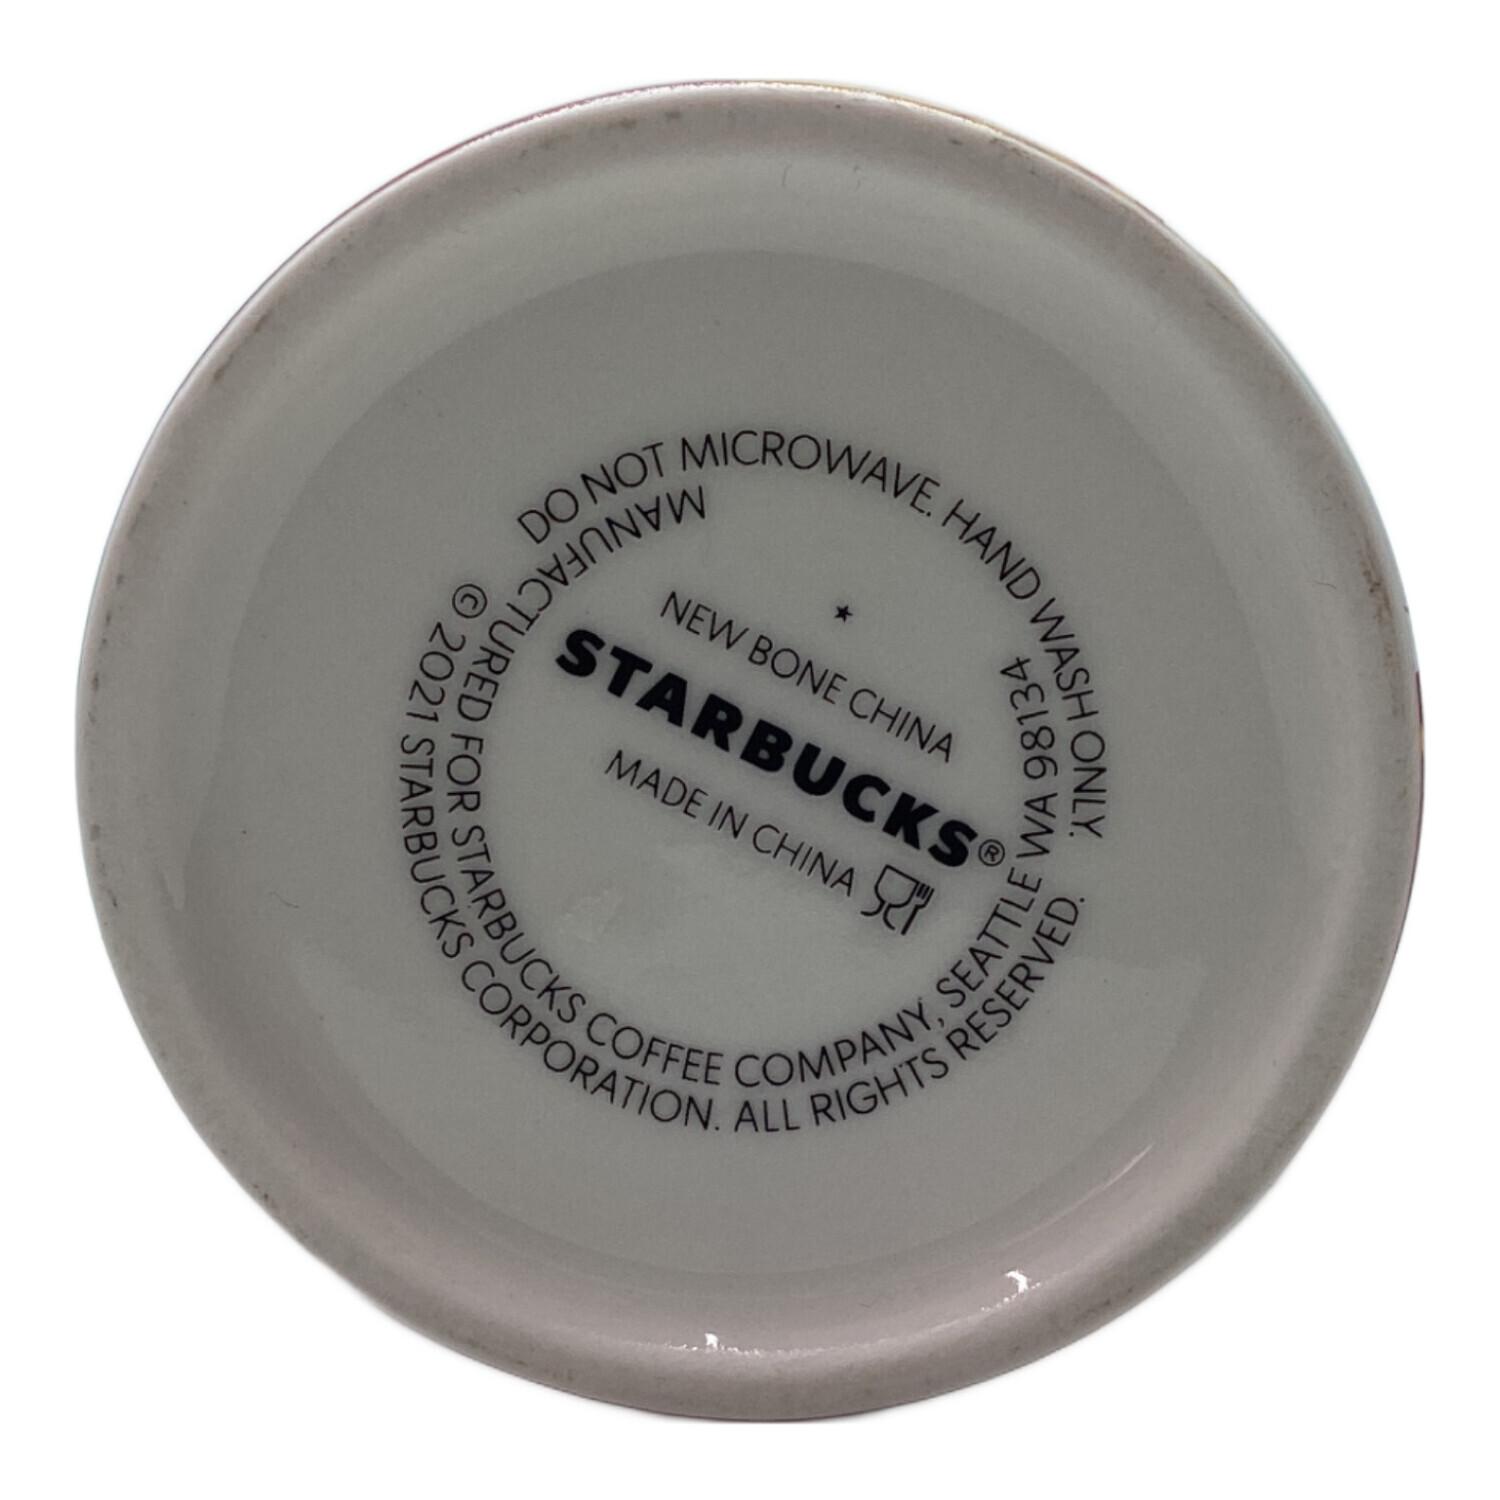 DO NOT MICROWAVE. HAND WASH ONLY.
NEW BONE CHINA
STARBUCKS®
MADE IN CHINA
MANUFACTURED FOR STARBUCKS COFFEE COMPANY, SEATTLE WA 98134
© 2021 STARBUCKS CORPORATION. ALL RIGHTS RESERVED.